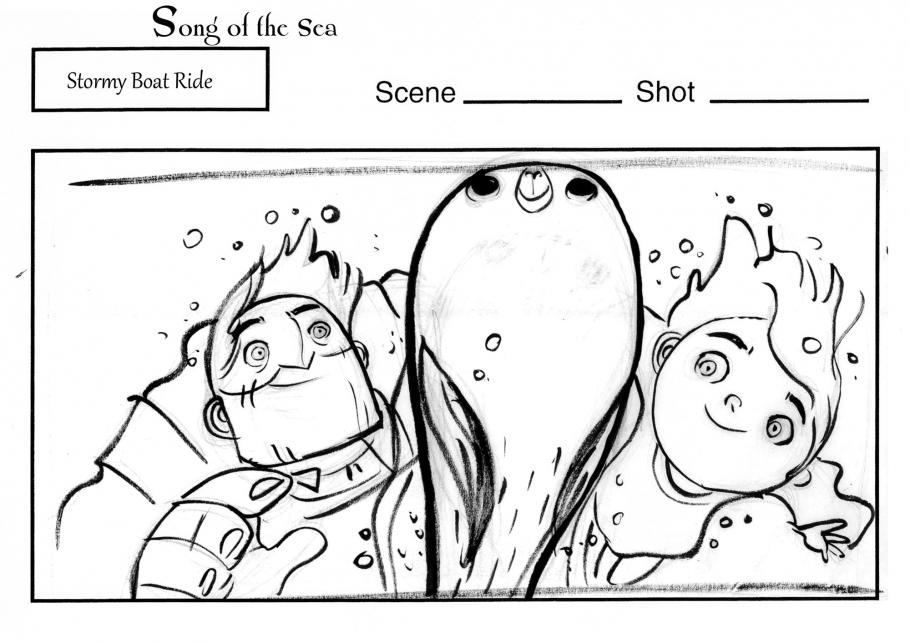 Song of the Sea
Stormy Boat Ride
Scene Shot